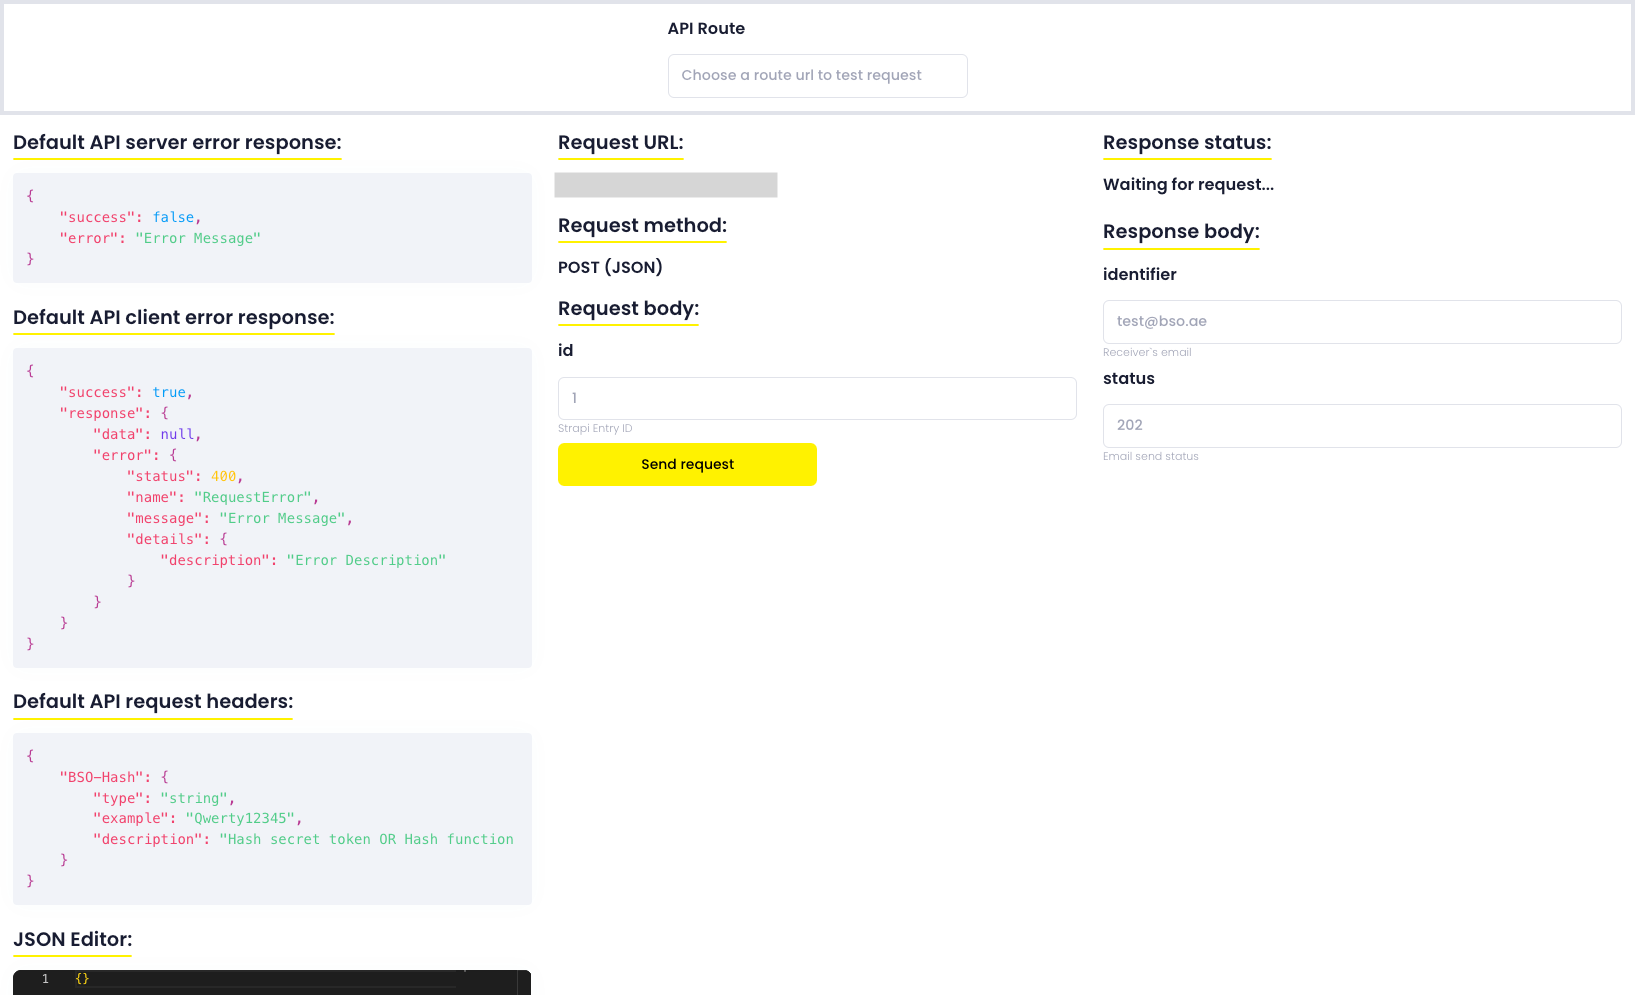 API Route
Choose a route url to test request
Default API server error response:
{
    "success": false,
    "error": "Error Message"
}
Default API client error response:
{
    "success": true,
    "response": {
        "data": null,
        "error": {
            "status": 400,
            "name": "RequestError",
            "message": "Error Message",
            "details": {
                "description": "Error Description"
            }
        }
    }
}
Default API request headers:
{
    "BSO-Hash": {
        "type": "string",
        "example": "Qwerty12345",
        "description": "Hash secret token OR Hash function
    }
}
JSON Editor:
1 {}
Request URL:
Request method:
POST (JSON)
Request body:
id
1
Strapi Entry ID
Send request
Response status:
Waiting for request...
Response body:
identifier
test@bso.ae
Receiver's email
status
202
Email send status